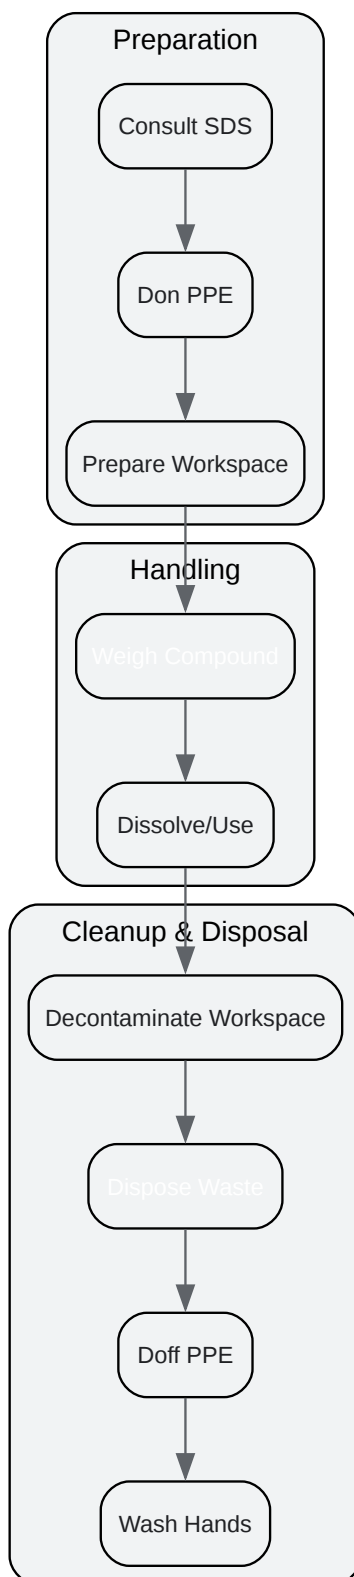 Preparation
Consult SDS
Don PPE
Prepare Workspace
Handling
Weigh Compound
Dissolve/Use
Cleanup & Disposal
Decontaminate Workspace
Dispose Waste
Doff PPE
Wash Hands